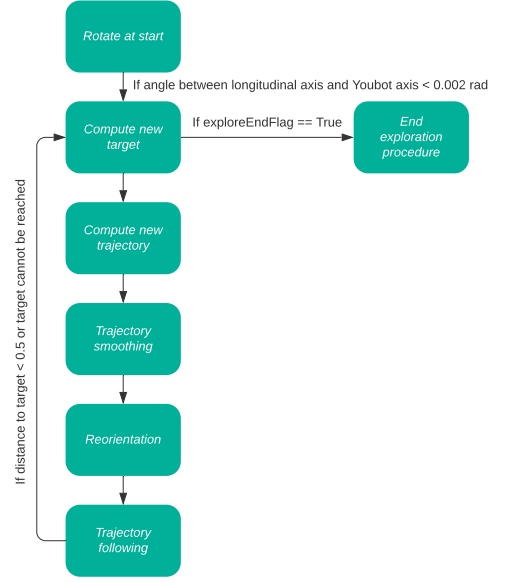 Rotate at start
If angle between longitudinal axis and Youbot axis < 0.002 rad
Compute new
target
If exploreEndFlag == True
End
exploration
procedure
Compute new
trajectory
Trajectory
smoothing
Reorientation
Trajectory
following
If distance to target < 0.5 or target cannot be reached